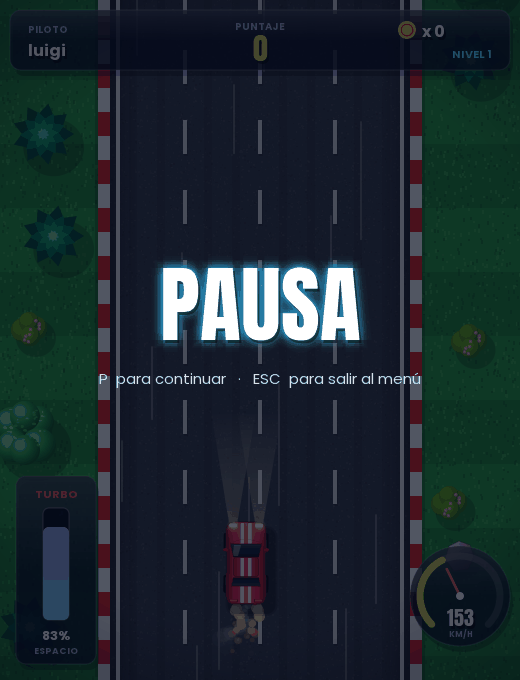 PILOTO
luigi
PUNTAJE
0
x 0
NIVEL 1
PAUSA
P para continuar · ESC para salir al menú
TURBO
83%
ESPACIO
153
KM/H